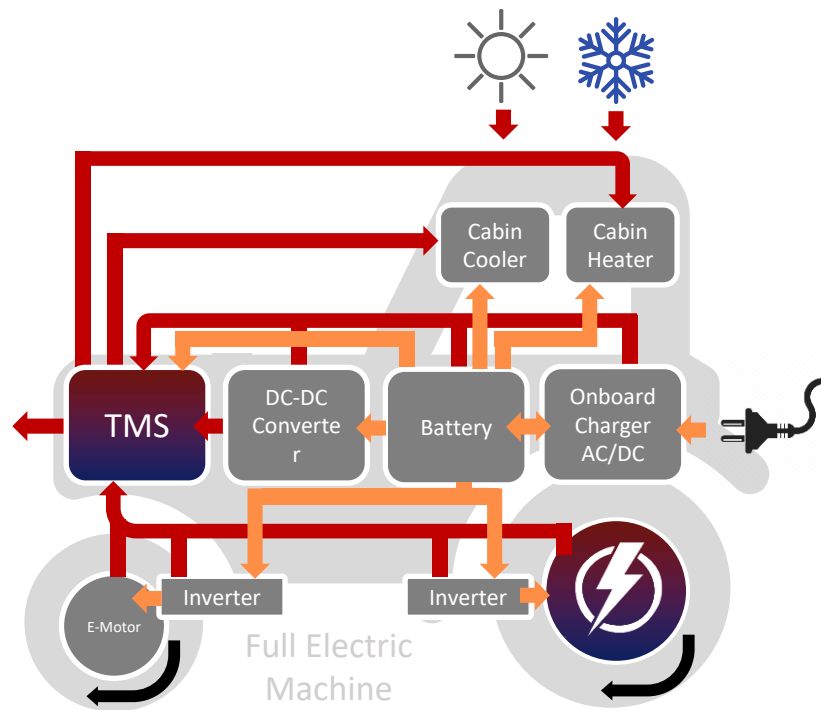 Cabin
Cooler
Cabin
Heater
TMS
DC-DC
Converte
r
Battery
Onboard
Charger
AC/DC
Inverter
Inverter
E-Motor
Full Electric
Machine